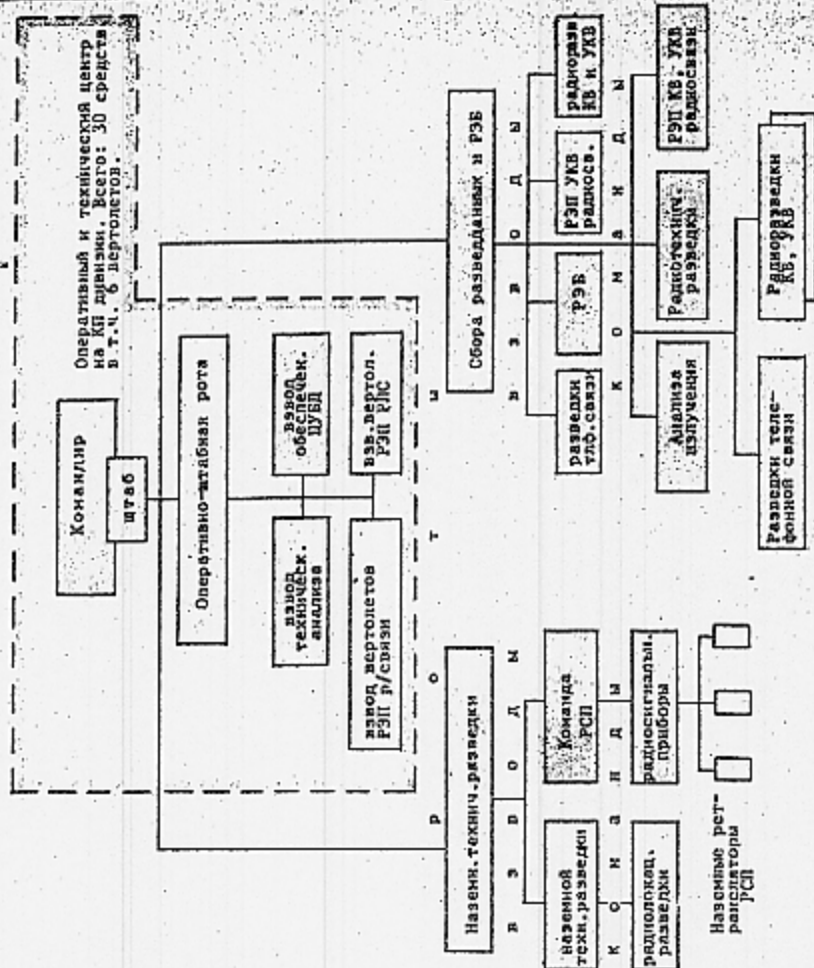 Командир
штаб
Оперативный и технический центр
на КП дивизии. Всего: 30 средств
в т.ч. 6 вертолетов.
Оперативно-штабная рота
взвод
техническ.
анализа
взвод
обеспечек.
ЦУБД
взвод вертолетов
РЭП р/связи
взв.вертол.
РЭП РЛС
Р О Т Ы
Наземн.технич.разведки
Сбора разведданных и РЭБ
В З В О Д Ы
наземной
техн.разведки
Команда
РСП
В З В О Д Ы
разведки
тлф.связи
РЭБ
РЭП УКВ
радиосв.
радиоразв.
КВ и УКВ
К О М А Н Д Ы
радиолокац.
разведки
радиосигнальн.
приборы
К О М А Н Д Ы
Анализа
излучения
Радиотехнич.
разведки
РЭП КВ, УКВ
радиосвязи
Наземные рет-
рансляторы
РСП
Разведки теле-
фонной связи
Радиоразведки
КВ, УКВ